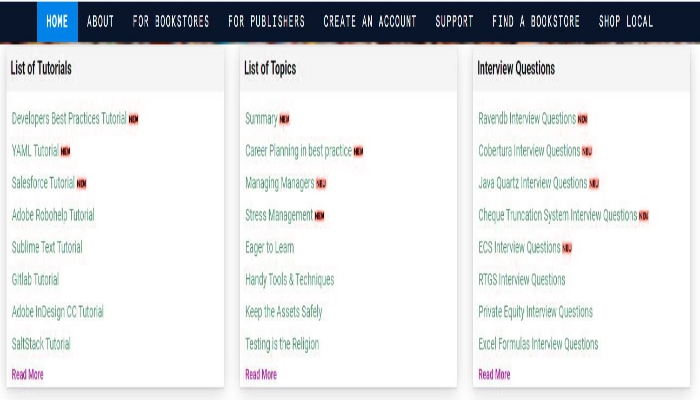 HOME ABOUT FOR BOOKSTORES FOR PUBLISHERS CREATE AN ACCOUNT SUPPORT FIND A BOOKSTORE SHOP LOCAL
List of Tutorials
Developers Best Practices Tutorial NEW
YAML Tutorial NEW
Salesforce Tutorial NEW
Adobe Robohelp Tutorial
Sublime Text Tutorial
Gitlab Tutorial
Adobe InDesign CC Tutorial
SaltStack Tutorial
Read More
List of Topics
Summary NEW
Career Planning in best practice NEW
Managing Managers NEW
Stress Management NEW
Eager to Learn
Handy Tools & Techniques
Keep the Assets Safely
Testing is the Religion
Read More
Interview Questions
Ravendb Interview Questions NEW
Cobertura Interview Questions NEW
Java Quartz Interview Questions NEW
Cheque Truncation System Interview Questions NEW
ECS Interview Questions NEW
RTGS Interview Questions
Private Equity Interview Questions
Excel Formulas Interview Questions
Read More